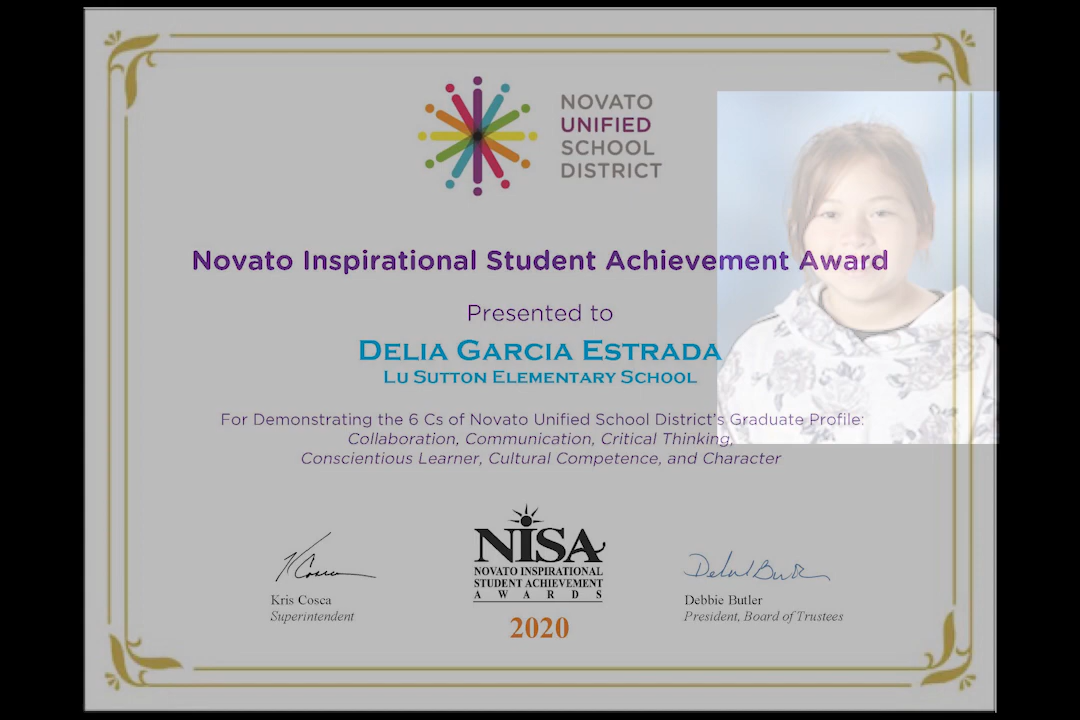 NOVATO
UNIFIED
SCHOOL
DISTRICT
Novato Inspirational Student Achievement Award
Presented to
DELIA GARCIA ESTRADA
LU SUTTON ELEMENTARY SCHOOL
For Demonstrating the 6 Cs of Novato Unified School District's Graduate Profile:
Collaboration, Communication, Critical Thinking,
Conscientious Learner, Cultural Competence, and Character
NISA
NOVATO INSPIRATIONAL
STUDENT ACHIEVEMENT
AWARDS
2020
K Cosca
Kris Cosca
Superintendent
Debbie Butler
President, Board of Trustees